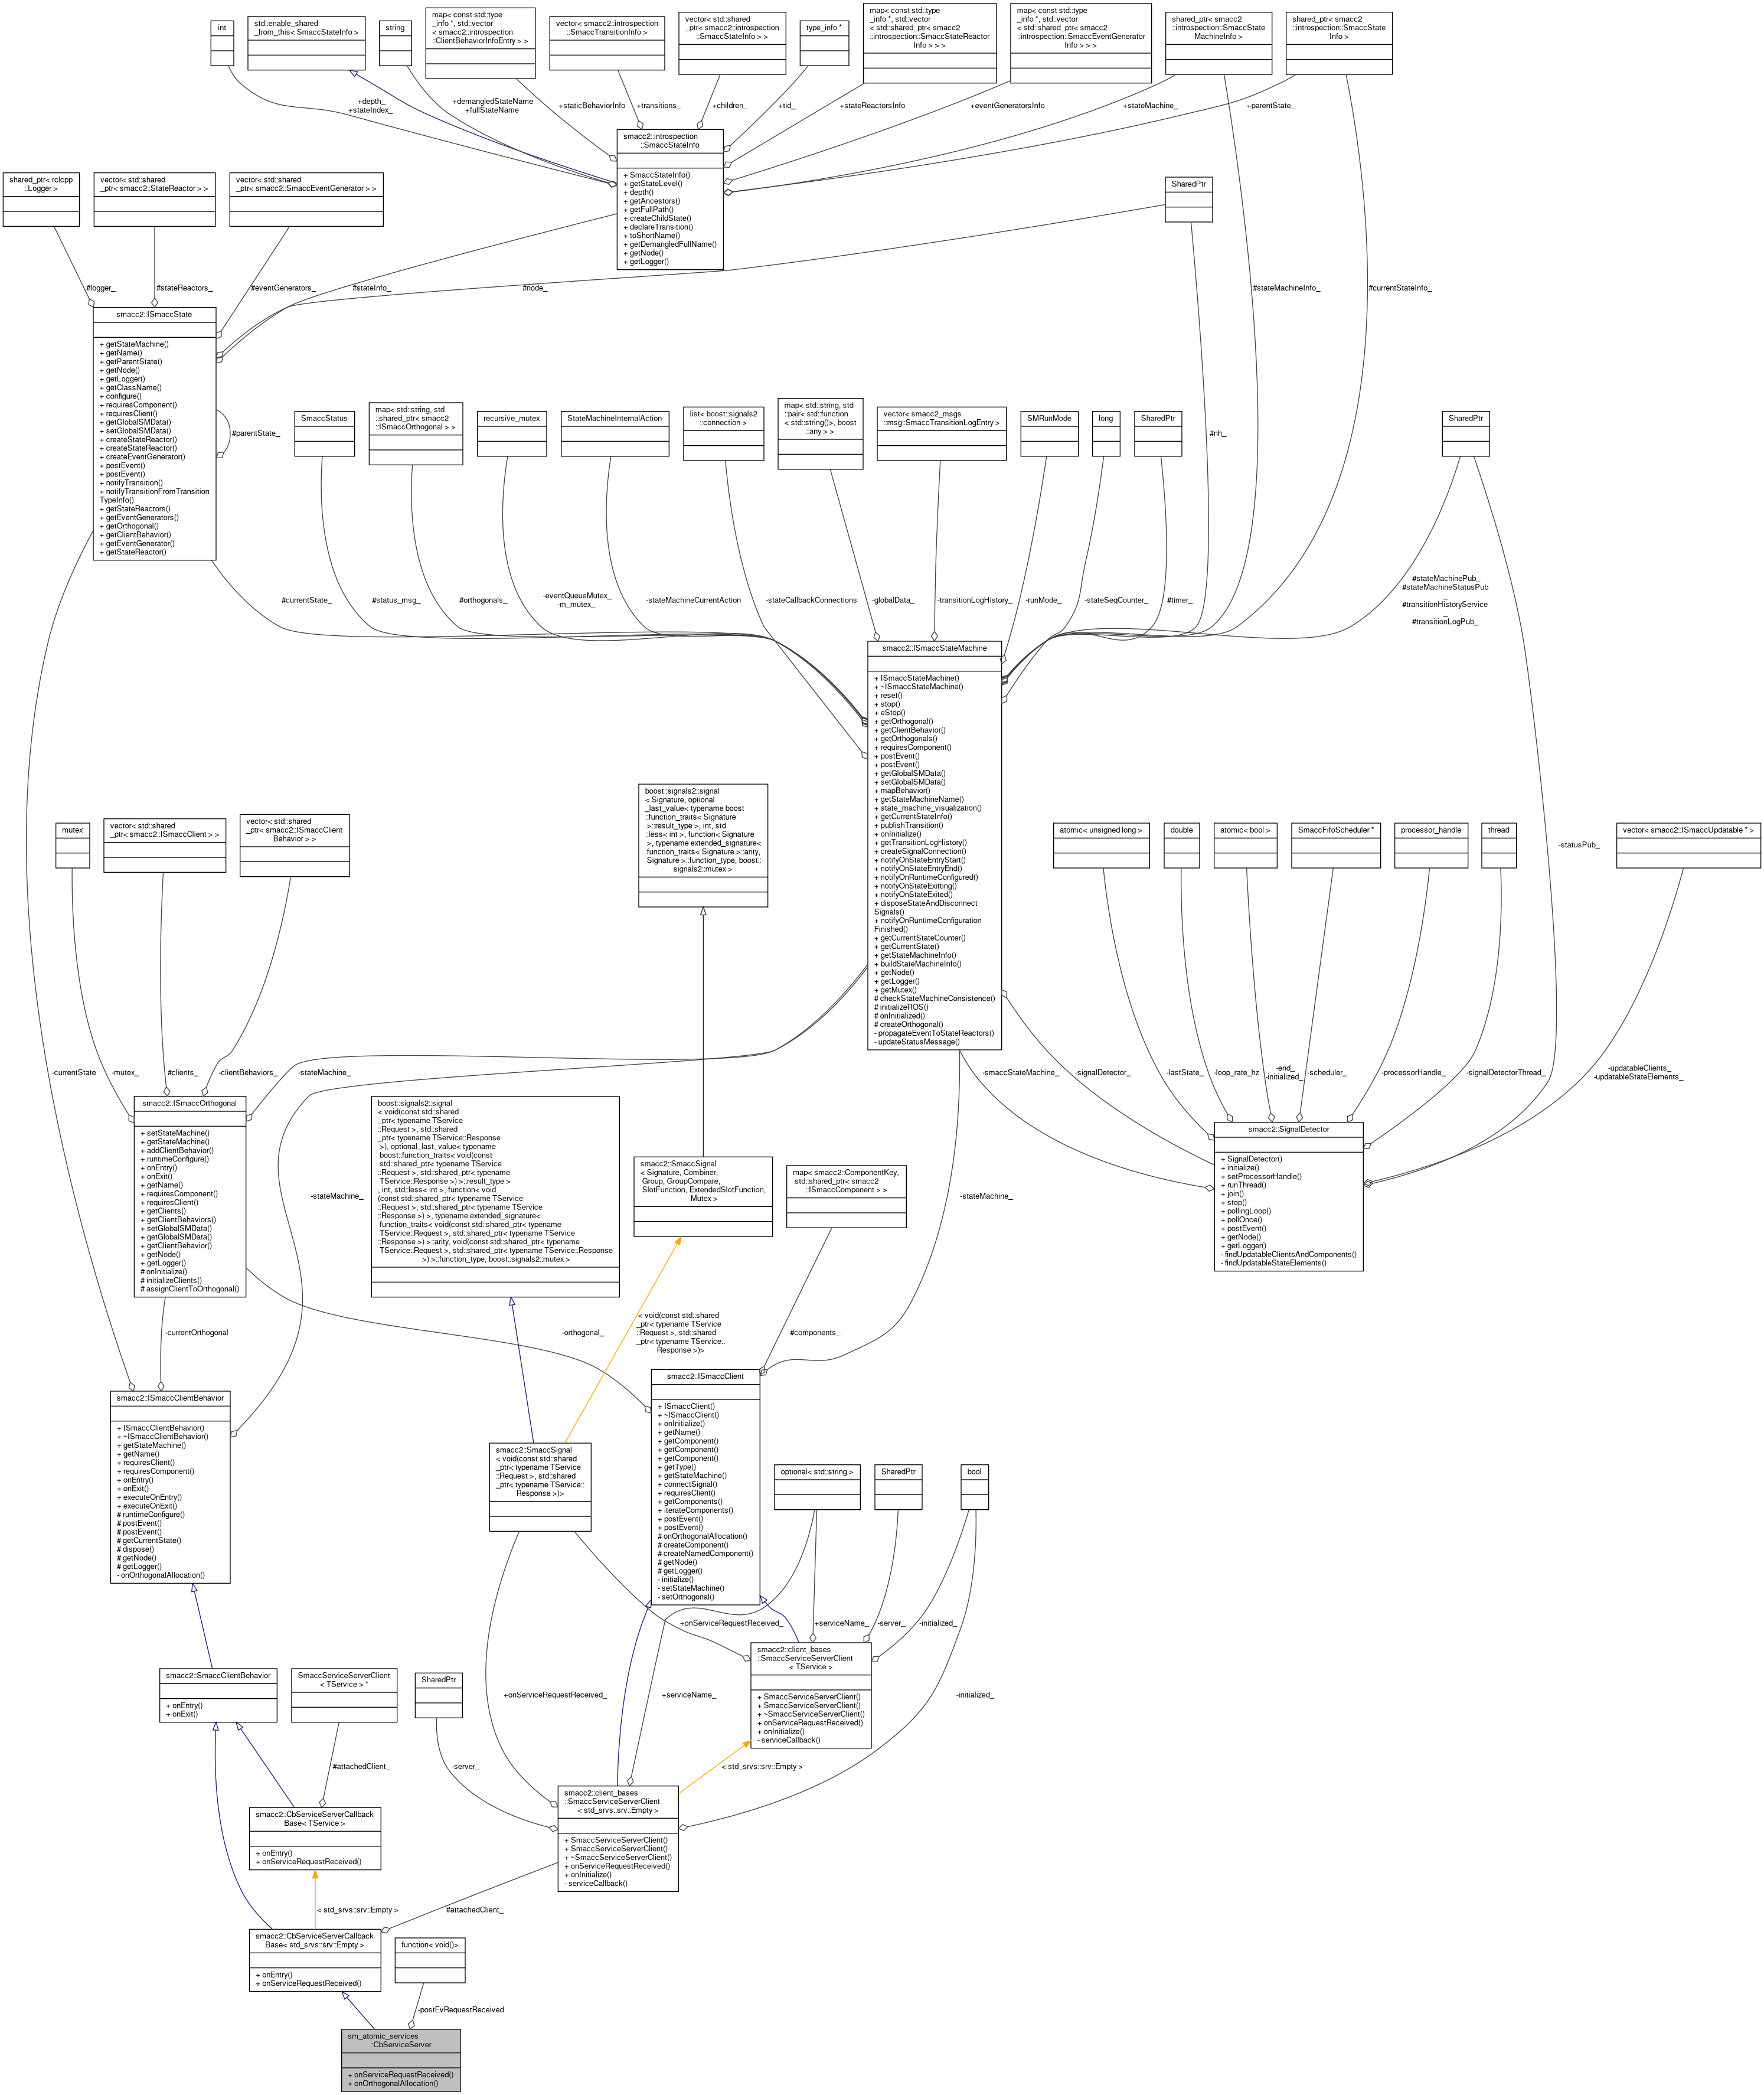 int
std::enable_shared
_from_this< SmaccStateInfo >
string
map< const std::type
_info *, std::vector
< smacc2::introspection
::ClientBehaviorInfoEntry > >
vector< smacc2::introspection
::SmaccTransitionInfo >
vector< std::shared
_ptr< smacc2::introspection
::SmaccStateInfo > >
type_info *
map< const std::type
_info *, std::vector
< std::shared_ptr< smacc2
::introspection::SmaccStateReactor
Info > > >
map< const std::type
_info *, std::vector
< std::shared_ptr< smacc2
::introspection::SmaccEventGenerator
Info > > >
shared_ptr< smacc2
::introspection::SmaccState
MachineInfo >
shared_ptr< smacc2
::introspection::SmaccState
Info >
+depth_
+stateIndex_
+demangledStateName
+fullStateName
+staticBehaviorInfo
+transitions_
+children_
+tid_
+stateReactorsInfo
+eventGeneratorsInfo
+stateMachine_
+parentState_
smacc2::introspection
::SmaccStateInfo
+ SmaccStateInfo()
+ getStateLevel()
+ depth()
+ getAncestors()
+ getFullPath()
+ createChildState()
+ declareTransition()
+ toShortName()
+ getDemangledFullName()
+ getNode()
+ getLogger()
shared_ptr< rclcpp
::Logger >
vector< std::shared
_ptr< smacc2::StateReactor > >
vector< std::shared
_ptr< smacc2::SmaccEventGenerator > >
SharedPtr
#logger_
#stateReactors_
#eventGenerators_
#stateInfo_
#node_
#stateMachineInfo_
#currentStateInfo_
smacc2::ISmaccState
+ getStateMachine()
+ getName()
+ getParentState()
+ getNode()
+ getLogger()
+ getClassName()
+ configure()
+ requiresComponent()
+ requiresClient()
+ getGlobalSMData()
+ setGlobalSMData()
+ createStateReactor()
+ createStateReactor()
+ createEventGenerator()
+ postEvent()
+ postEvent()
+ notifyTransition()
+ notifyTransitionFromTransition
TypeInfo()
+ getStateReactors()
+ getEventGenerators()
+ getOrthogonal()
+ getClientBehavior()
+ getEventGenerator()
+ getStateReactor()
#parentState_
SmaccStatus
map< std::string, std
::shared_ptr< smacc2
::ISmaccOrthogonal > >
recursive_mutex
StateMachineInternalAction
list< boost::signals2
::connection >
map< std::string, std
::pair< std::function
< std::string()>, boost
::any > >
vector< smacc2_msgs
::msg::SmaccTransitionLogEntry >
SMRunMode
long
SharedPtr
#nh_
SharedPtr
#currentState_
#status_msg_
#orthogonals_
-eventQueueMutex_
-m_mutex_
-stateMachineCurrentAction
-stateCallbackConnections
-globalData_
-transitionLogHistory_
-runMode_
-stateSeqCounter_
#timer_
#stateMachinePub_
#stateMachineStatusPub
_
#transitionHistoryService
_
#transitionLogPub_
smacc2::ISmaccStateMachine
+ ISmaccStateMachine()
+ ~ISmaccStateMachine()
+ reset()
+ stop()
+ eStop()
+ getOrthogonal()
+ getClientBehavior()
+ getOrthogonals()
+ requiresComponent()
+ postEvent()
+ postEvent()
+ getGlobalSMData()
+ setGlobalSMData()
+ mapBehavior()
+ getStateMachineName()
+ state_machine_visualization()
+ getCurrentStateInfo()
+ publishTransition()
+ onInitialize()
+ getTransitionLogHistory()
+ createSignalConnection()
+ notifyOnStateEntryStart()
+ notifyOnStateEntryEnd()
+ notifyOnRuntimeConfigured()
+ notifyOnStateExitting()
+ notifyOnStateExited()
+ disposeStateAndDisconnect
Signals()
+ notifyOnRuntimeConfiguration
Finished()
+ getCurrentStateCounter()
+ getCurrentState()
+ getStateMachineInfo()
+ buildStateMachineInfo()
+ getNode()
+ getLogger()
+ getMutex()
# checkStateMachineConsistence()
# initializeROS()
# onInitialized()
# createOrthogonal()
- propagateEventToStateReactors()
- updateStatusMessage()
boost::signals2::signal
< Signature, optional
_last_value< typename boost
::function_traits< Signature
>::result_type >, int, std
::less< int >, function< Signature
>, typename extended_signature<
function_traits< Signature >::arity,
Signature >::function_type, boost::
signals2::mutex >
mutex
vector< std::shared
_ptr< smacc2::ISmaccClient > >
vector< std::shared
_ptr< smacc2::ISmaccClient
Behavior > >
atomic< unsigned long >
double
atomic< bool >
SmaccFifoScheduler *
processor_handle
thread
-statusPub_
vector< smacc2::ISmaccUpdatable * >
-currentState
-mutex_
#clients_
-clientBehaviors_
-stateMachine_
-smaccStateMachine_
-signalDetector_
-lastState_
-loop_rate_hz
-end_
-initialized_
-scheduler_
-processorHandle_
-signalDetectorThread_
-updatableClients_
-updatableStateElements_
smacc2::ISmaccOrthogonal
+ setStateMachine()
+ getStateMachine()
+ addClientBehavior()
+ runtimeConfigure()
+ onEntry()
+ onExit()
+ getName()
+ requiresComponent()
+ requiresClient()
+ getClients()
+ getClientBehaviors()
+ setGlobalSMData()
+ getGlobalSMData()
+ getClientBehavior()
+ getNode()
+ getLogger()
# onInitialize()
# initializeClients()
# assignClientToOrthogonal()
-stateMachine_
boost::signals2::signal
< void(const std::shared
_ptr< typename TService
::Request >, std::shared
_ptr< typename TService::Response
>), optional_last_value< typename
boost::function_traits< void(const
std::shared_ptr< typename TService
::Request >, std::shared_ptr< typename
TService::Response >) >::result_type >
, int, std::less< int >, function< void
(const std::shared_ptr< typename TService
::Request >, std::shared_ptr< typename TService
::Response >) >, typename extended_signature<
function_traits< void(const std::shared_ptr< typename
TService::Request >, std::shared_ptr< typename TService
::Response >) >::arity, void(const std::shared_ptr< typename
TService::Request >, std::shared_ptr< typename TService::Response
>) >::function_type, boost::signals2::mutex >
smacc2::SmaccSignal
< Signature, Combiner,
Group, GroupCompare,
SlotFunction, ExtendedSlotFunction,
Mutex >
map< smacc2::ComponentKey,
std::shared_ptr< smacc2
::ISmaccComponent > >
-stateMachine_
smacc2::SignalDetector
+ SignalDetector()
+ initialize()
+ setProcessorHandle()
+ runThread()
+ join()
+ stop()
+ pollingLoop()
+ pollOnce()
+ postEvent()
+ getNode()
+ getLogger()
- findUpdatableClientsAndComponents()
- findUpdatableStateElements()
-currentOrthogonal
-orthogonal_
< void(const std::shared
_ptr< typename TService
::Request >, std::shared
_ptr< typename TService::
Response >)>
#components_
smacc2::ISmaccClientBehavior
+ ISmaccClientBehavior()
+ ~ISmaccClientBehavior()
+ getStateMachine()
+ getName()
+ requiresClient()
+ requiresComponent()
+ onEntry()
+ onExit()
+ executeOnEntry()
+ executeOnExit()
# runtimeConfigure()
# postEvent()
# postEvent()
# getCurrentState()
# dispose()
# getNode()
# getLogger()
- onOrthogonalAllocation()
smacc2::SmaccSignal
< void(const std::shared
_ptr< typename TService
::Request >, std::shared
_ptr< typename TService::
Response >)>
smacc2::ISmaccClient
+ ISmaccClient()
+ ~ISmaccClient()
+ onInitialize()
+ getName()
+ getComponent()
+ getComponent()
+ getComponent()
+ getType()
+ getStateMachine()
+ connectSignal()
+ requiresClient()
+ getComponents()
+ iterateComponents()
+ postEvent()
+ postEvent()
# onOrthogonalAllocation()
# createComponent()
# createNamedComponent()
# getNode()
# getLogger()
- initialize()
- setStateMachine()
- setOrthogonal()
optional< std::string >
SharedPtr
bool
+onServiceRequestReceived_
+serviceName_
-server_
-initialized_
smacc2::client_bases
::SmaccServiceServerClient
< TService >
+ SmaccServiceServerClient()
+ SmaccServiceServerClient()
+ ~SmaccServiceServerClient()
+ onServiceRequestReceived()
+ onInitialize()
- serviceCallback()
smacc2::SmaccClientBehavior
+ onEntry()
+ onExit()
SmaccServiceServerClient
< TService > *
SharedPtr
+onServiceRequestReceived_
+serviceName_
-initialized_
#attachedClient_
-server_
< std_srvs::srv::Empty >
smacc2::CbServiceServerCallback
Base< TService >
+ onEntry()
+ onServiceRequestReceived()
smacc2::client_bases
::SmaccServiceServerClient
< std_srvs::srv::Empty >
+ SmaccServiceServerClient()
+ SmaccServiceServerClient()
+ ~SmaccServiceServerClient()
+ onServiceRequestReceived()
+ onInitialize()
- serviceCallback()
< std_srvs::srv::Empty >
#attachedClient_
smacc2::CbServiceServerCallback
Base< std_srvs::srv::Empty >
+ onEntry()
+ onServiceRequestReceived()
function< void()>
-postEvRequestReceived
sm_atomic_services
::CbServiceServer
+ onServiceRequestReceived()
+ onOrthogonalAllocation()